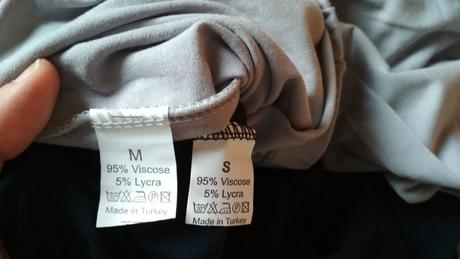 M
95% Viscose
5% Lycra
Made in Turkey
S
95% Viscose
5% Lycra
Made in Turkey